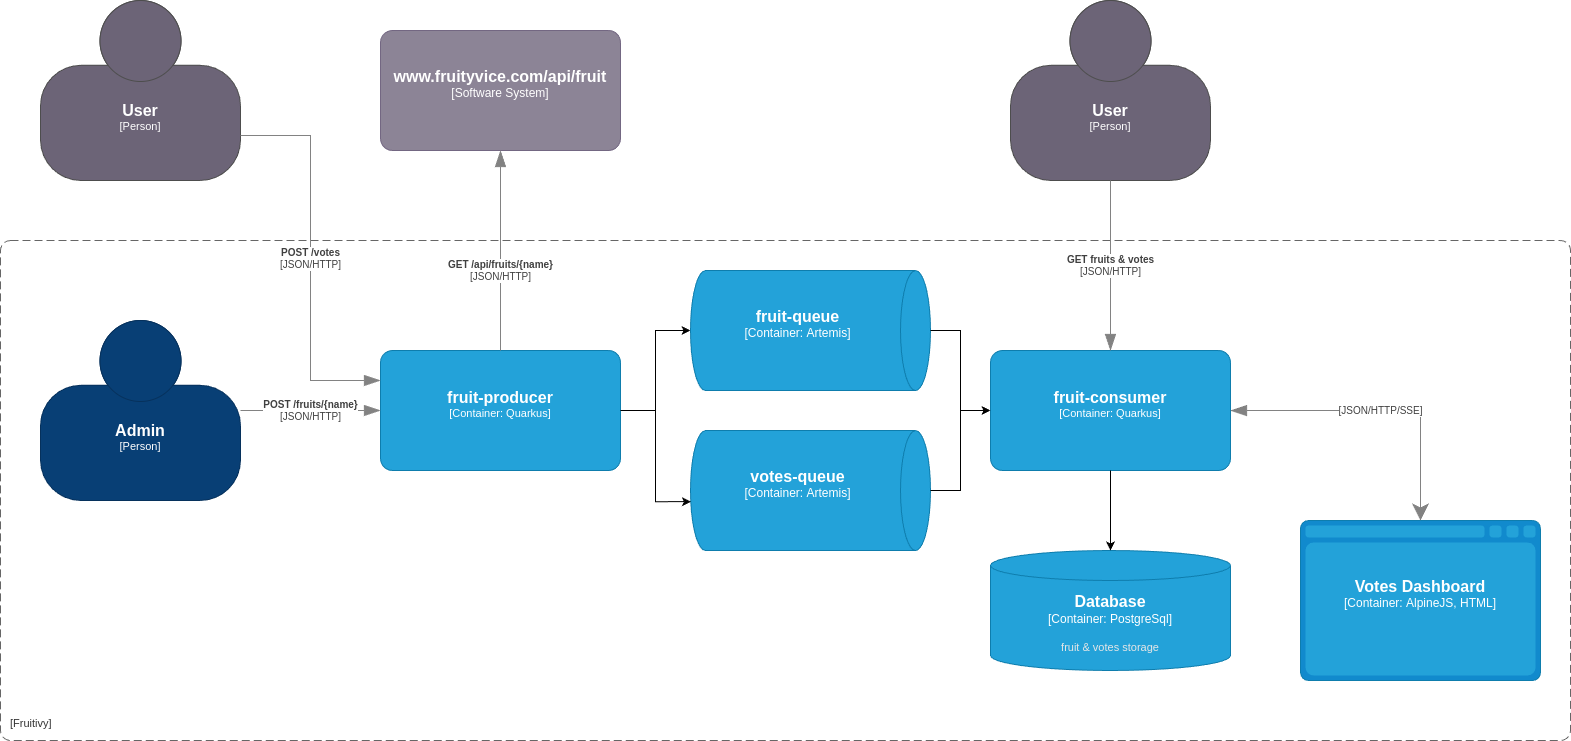 User
[Person]
www.fruityvice.com/api/fruit
[Software System]
User
[Person]
POST /votes
[JSON/HTTP]
GET /api/fruits/{name}
[JSON/HTTP]
GET fruits & votes
[JSON/HTTP]
Admin
[Person]
POST /fruits/{name}
[JSON/HTTP]
fruit-producer
[Container: Quarkus]
fruit-queue
[Container: Artemis]
votes-queue
[Container: Artemis]
fruit-consumer
[Container: Quarkus]
[JSON/HTTP/SSE]
Database
[Container: PostgreSql]
fruit & votes storage
Votes Dashboard
[Container: AlpineJS, HTML]
[Fruitivy]